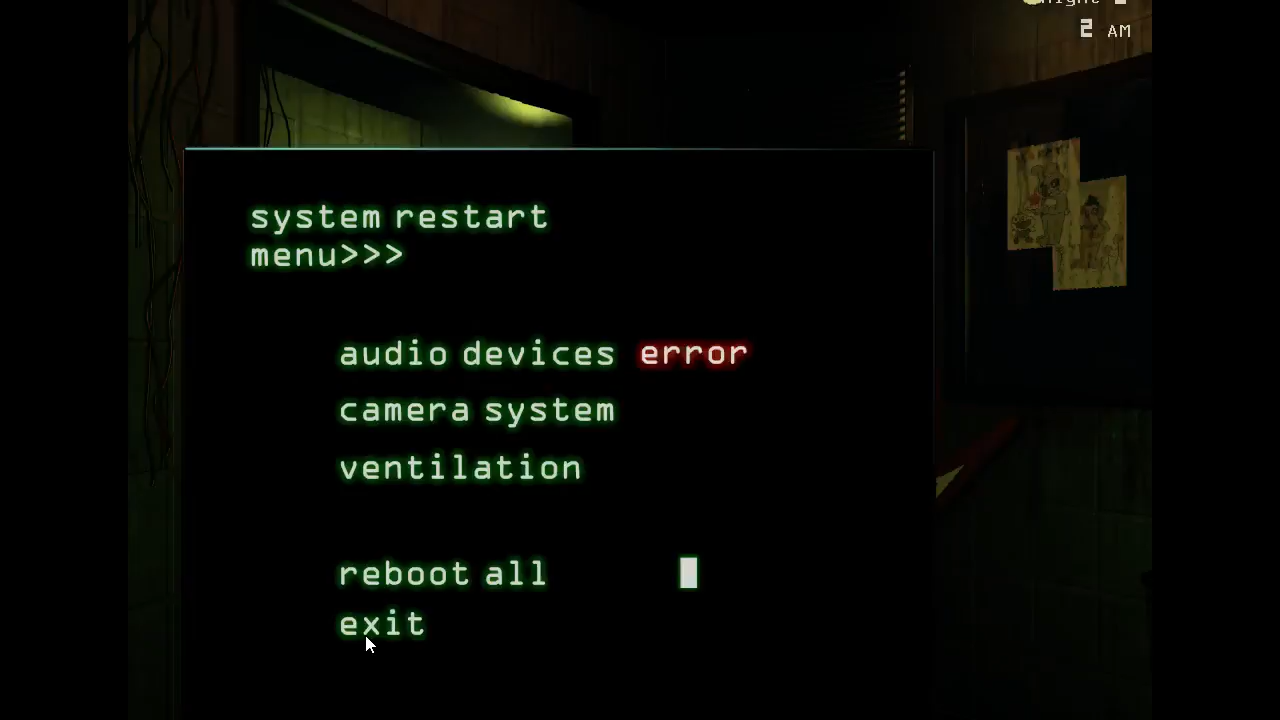 2 AM
system restart
menu>>>
audio devices error
camera system
ventilation
reboot all
exit